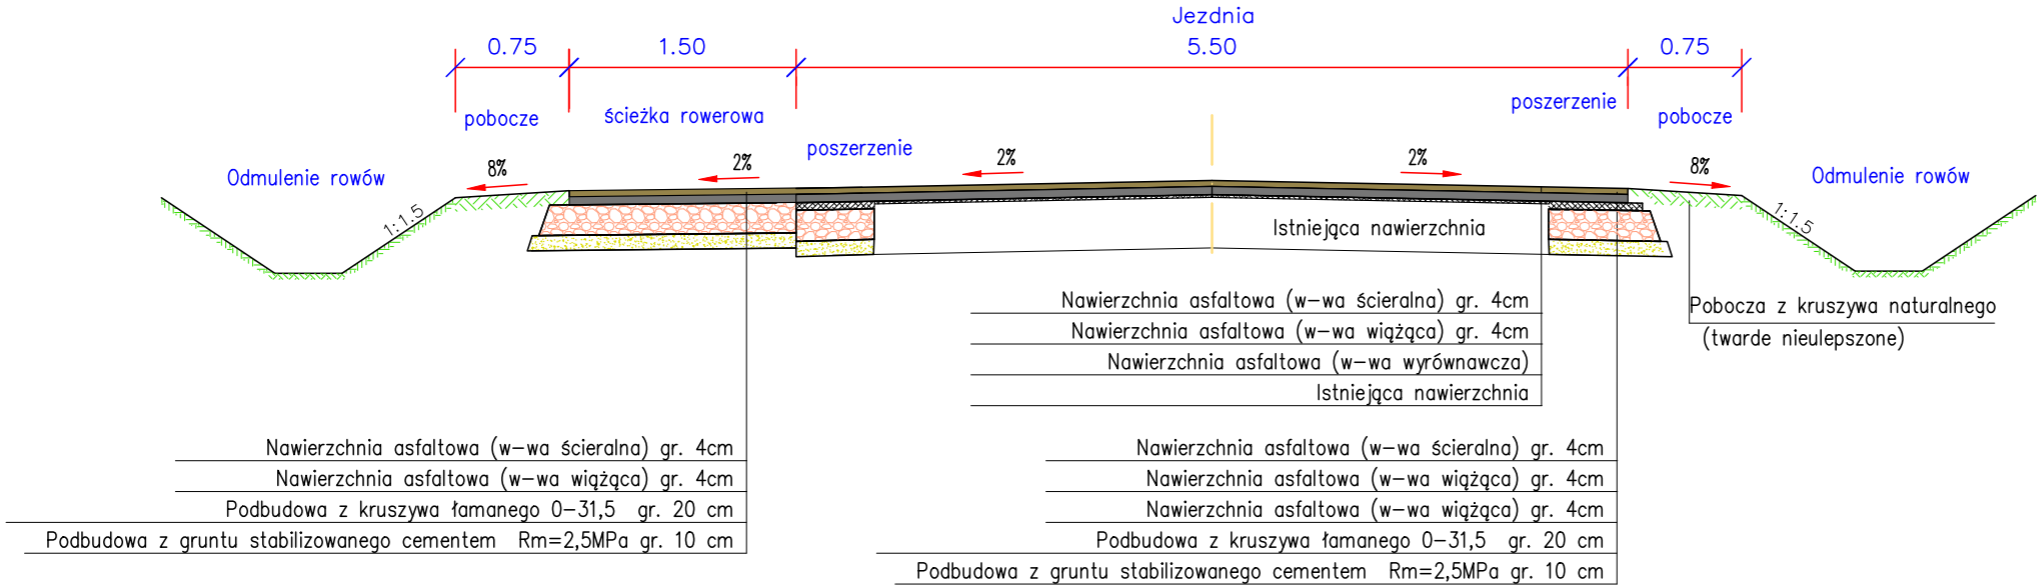 Jezdnia
0.75 1.50 5.50 0.75
pobocze ścieżka rowerowa poszerzenie pobocze
poszerzenie
Odmulenie rowów 8% 2% 2% 2% 8% Odmulenie rowów
1:1.5 1:1.5
Istniejąca nawierzchnia
Nawierzchnia asfaltowa (w-wa ścieralna) gr. 4cm
Nawierzchnia asfaltowa (w-wa wiążąca) gr. 4cm
Nawierzchnia asfaltowa (w-wa wyrównawcza)
Istniejąca nawierzchnia
Pobocza z kruszywa naturalnego
(twarde nieulepszone)
Nawierzchnia asfaltowa (w-wa ścieralna) gr. 4cm
Nawierzchnia asfaltowa (w-wa wiążąca) gr. 4cm
Podbudowa z kruszywa łamanego 0-31,5 gr. 20 cm
Podbudowa z gruntu stabilizowanego cementem Rm=2,5MPa gr. 10 cm
Nawierzchnia asfaltowa (w-wa ścieralna) gr. 4cm
Nawierzchnia asfaltowa (w-wa wiążąca) gr. 4cm
Nawierzchnia asfaltowa (w-wa wiążąca) gr. 4cm
Podbudowa z kruszywa łamanego 0-31,5 gr. 20 cm
Podbudowa z gruntu stabilizowanego cementem Rm=2,5MPa gr. 10 cm